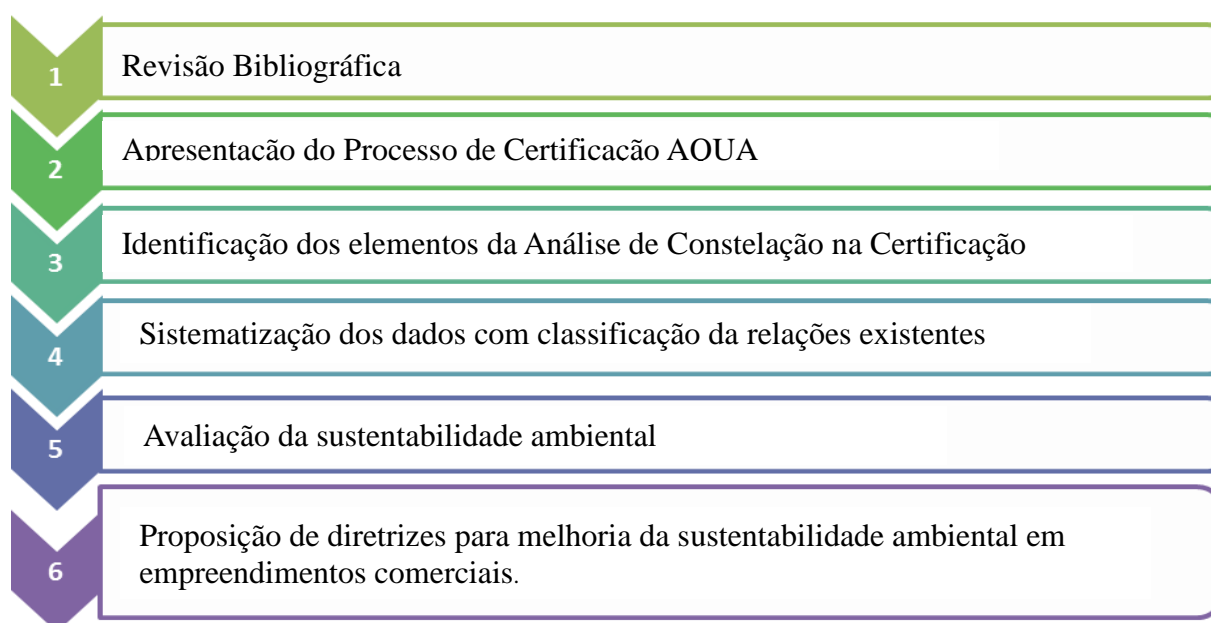 1
Revisão Bibliográfica
2
Apresentação do Processo de Certificação AQUA
3
Identificação dos elementos da Análise de Constelação na Certificação
4
Sistematização dos dados com classificação da relações existentes
5
Avaliação da sustentabilidade ambiental
6
Proposição de diretrizes para melhoria da sustentabilidade ambiental em
empreendimentos comerciais.